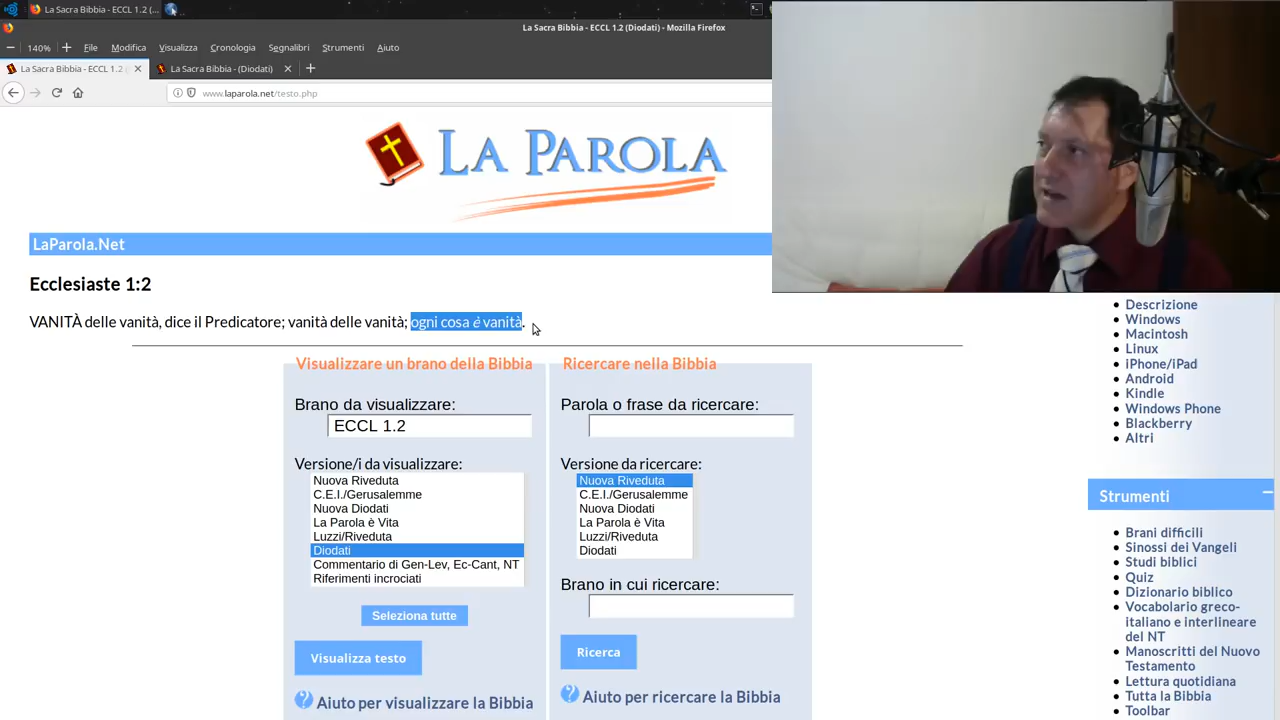 La Sacra Bibbia - ECCL 1.2 (...
La Sacra Bibbia - ECCL 1.2 (Diodati) - Mozilla Firefox
140%
File
Modifica
Visualizza
Cronologia
Segnalibri
Strumenti
Aiuto
La Sacra Bibbia - ECCL 1.2 (
La Sacra Bibbia - (Diodati)
www.laparola.net/testo.php
LA PAROLA
LaParola.Net
Ecclesiaste 1:2
VANITÀ delle vanità, dice il Predicatore; vanità delle vanità; ogni cosa è vanità.
Visualizzare un brano della Bibbia
Brano da visualizzare:
ECCL 1.2
Versione/i da visualizzare:
Nuova Riveduta
C.E.I./Gerusalemme
Nuova Diodati
La Parola è Vita
Luzzi/Riveduta
Diodati
Commentario di Gen-Lev, Ec-Cant, NT
Riferimenti incrociati
Seleziona tutte
Visualizza testo
Aiuto per visualizzare la Bibbia
Ricercare nella Bibbia
Parola o frase da ricercare:
Versione da ricercare:
Nuova Riveduta
C.E.I./Gerusalemme
Nuova Diodati
La Parola è Vita
Luzzi/Riveduta
Diodati
Brano in cui ricercare:
Ricerca
Aiuto per ricercare la Bibbia
Descrizione
Windows
Macintosh
Linux
iPhone/iPad
Android
Kindle
Windows Phone
Blackberry
Altri
Strumenti
Brani difficili
Sinossi dei Vangeli
Studi biblici
Quiz
Dizionario biblico
Vocabolario greco-
italiano e interlineare
del NT
Manoscritti del Nuovo
Testamento
Lettura quotidiana
Tutta la Bibbia
Toolbar